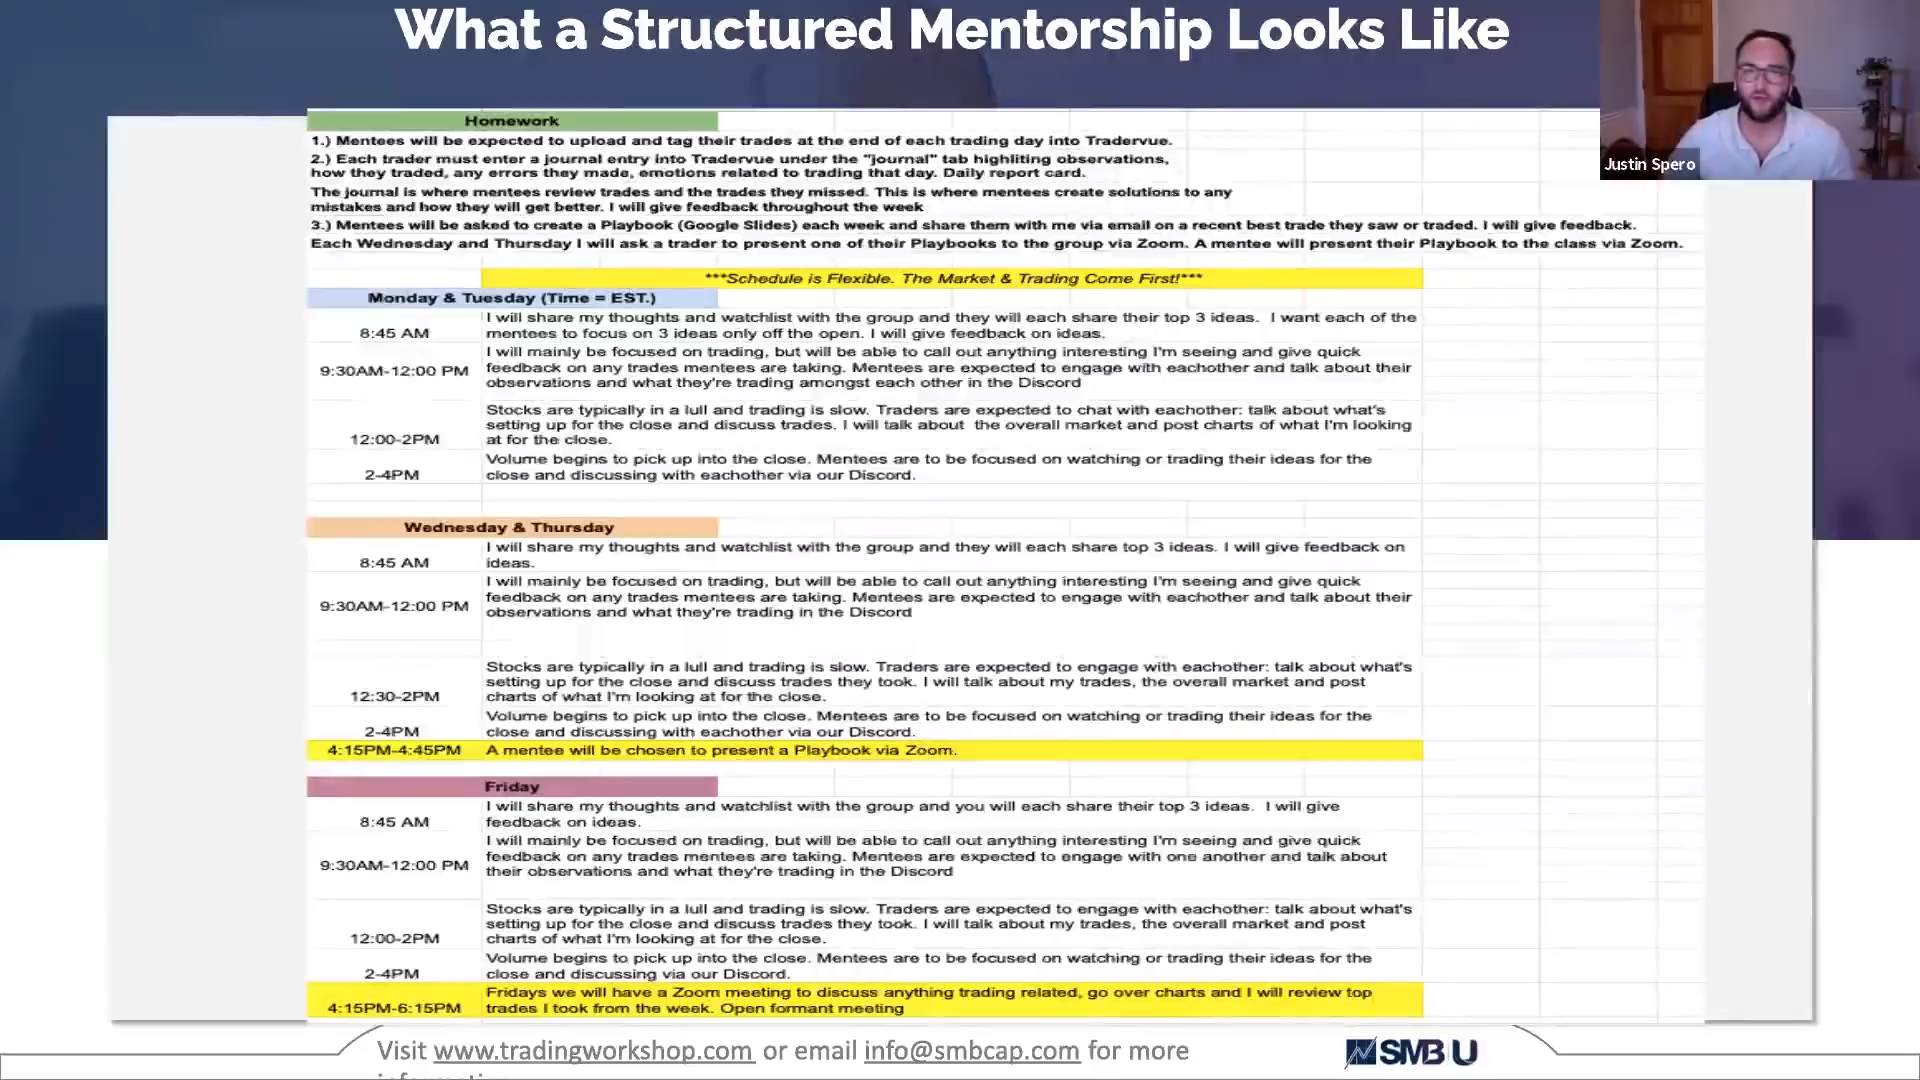 What a Structured Mentorship Looks Like
Justin Spero
Homework
1.) Mentees will be expected to upload and tag their trades at the end of each trading day into Tradervue.
2.) Each trader must enter a journal entry into Tradervue under the "journal" tab highliting observations,
how they traded, any errors they made, emotions related to trading that day. Daily report card.
The journal is where mentees review trades and the trades they missed. This is where mentees create solutions to any
mistakes and how they will get better. I will give feedback throughout the week
3.) Mentees will be asked to create a Playbook (Google Slides) each week and share them with me via email on a recent best trade they saw or traded. I will give feedback.
Each Wednesday and Thursday I will ask a trader to present one of their Playbooks to the group via Zoom. A mentee will present their Playbook to the class via Zoom.
***Schedule is Flexible. The Market & Trading Come First!***
Monday & Tuesday (Time = EST.)
8:45 AM
I will share my thoughts and watchlist with the group and they will each share their top 3 ideas. I want each of the
mentees to focus on 3 ideas only off the open. I will give feedback on ideas.
9:30AM-12:00 PM
I will mainly be focused on trading, but will be able to call out anything interesting I'm seeing and give quick
feedback on any trades mentees are taking. Mentees are expected to engage with eachother and talk about their
observations and what they're trading amongst each other in the Discord
12:00-2PM
Stocks are typically in a lull and trading is slow. Traders are expected to chat with eachother: talk about what's
setting up for the close and discuss trades. I will talk about the overall market and post charts of what I'm looking
at for the close.
2-4PM
Volume begins to pick up into the close. Mentees are to be focused on watching or trading their ideas for the
close and discussing with eachother via our Discord.
Wednesday & Thursday
8:45 AM
I will share my thoughts and watchlist with the group and they will each share top 3 ideas. I will give feedback on
ideas.
9:30AM-12:00 PM
I will mainly be focused on trading, but will be able to call out anything interesting I'm seeing and give quick
feedback on any trades mentees are taking. Mentees are expected to engage with eachother and talk about their
observations and what they're trading in the Discord
12:30-2PM
Stocks are typically in a lull and trading is slow. Traders are expected to engage with eachother: talk about what's
setting up for the close and discuss trades they took. I will talk about my trades, the overall market and post
charts of what I'm looking at for the close.
2-4PM
Volume begins to pick up into the close. Mentees are to be focused on watching or trading their ideas for the
close and discussing with eachother via our Discord.
4:15PM-4:45PM
A mentee will be chosen to present a Playbook via Zoom.
Friday
8:45 AM
I will share my thoughts and watchlist with the group and you will each share their top 3 ideas. I will give
feedback on ideas.
9:30AM-12:00 PM
I will mainly be focused on trading, but will be able to call out anything interesting I'm seeing and give quick
feedback on any trades mentees are taking. Mentees are expected to engage with one another and talk about
their observations and what they're trading in the Discord
12:00-2PM
Stocks are typically in a lull and trading is slow. Traders are expected to engage with eachother: talk about what's
setting up for the close and discuss trades they took. I will talk about my trades, the overall market and post
charts of what I'm looking at for the close.
2-4PM
Volume begins to pick up into the close. Mentees are to be focused on watching or trading their ideas for the
close and discussing via our Discord.
4:15PM-6:15PM
Fridays we will have a Zoom meeting to discuss anything trading related, go over charts and I will review top
trades I took from the week. Open formant meeting
Visit www.tradingworkshop.com or email info@smbcap.com for more
SMB U